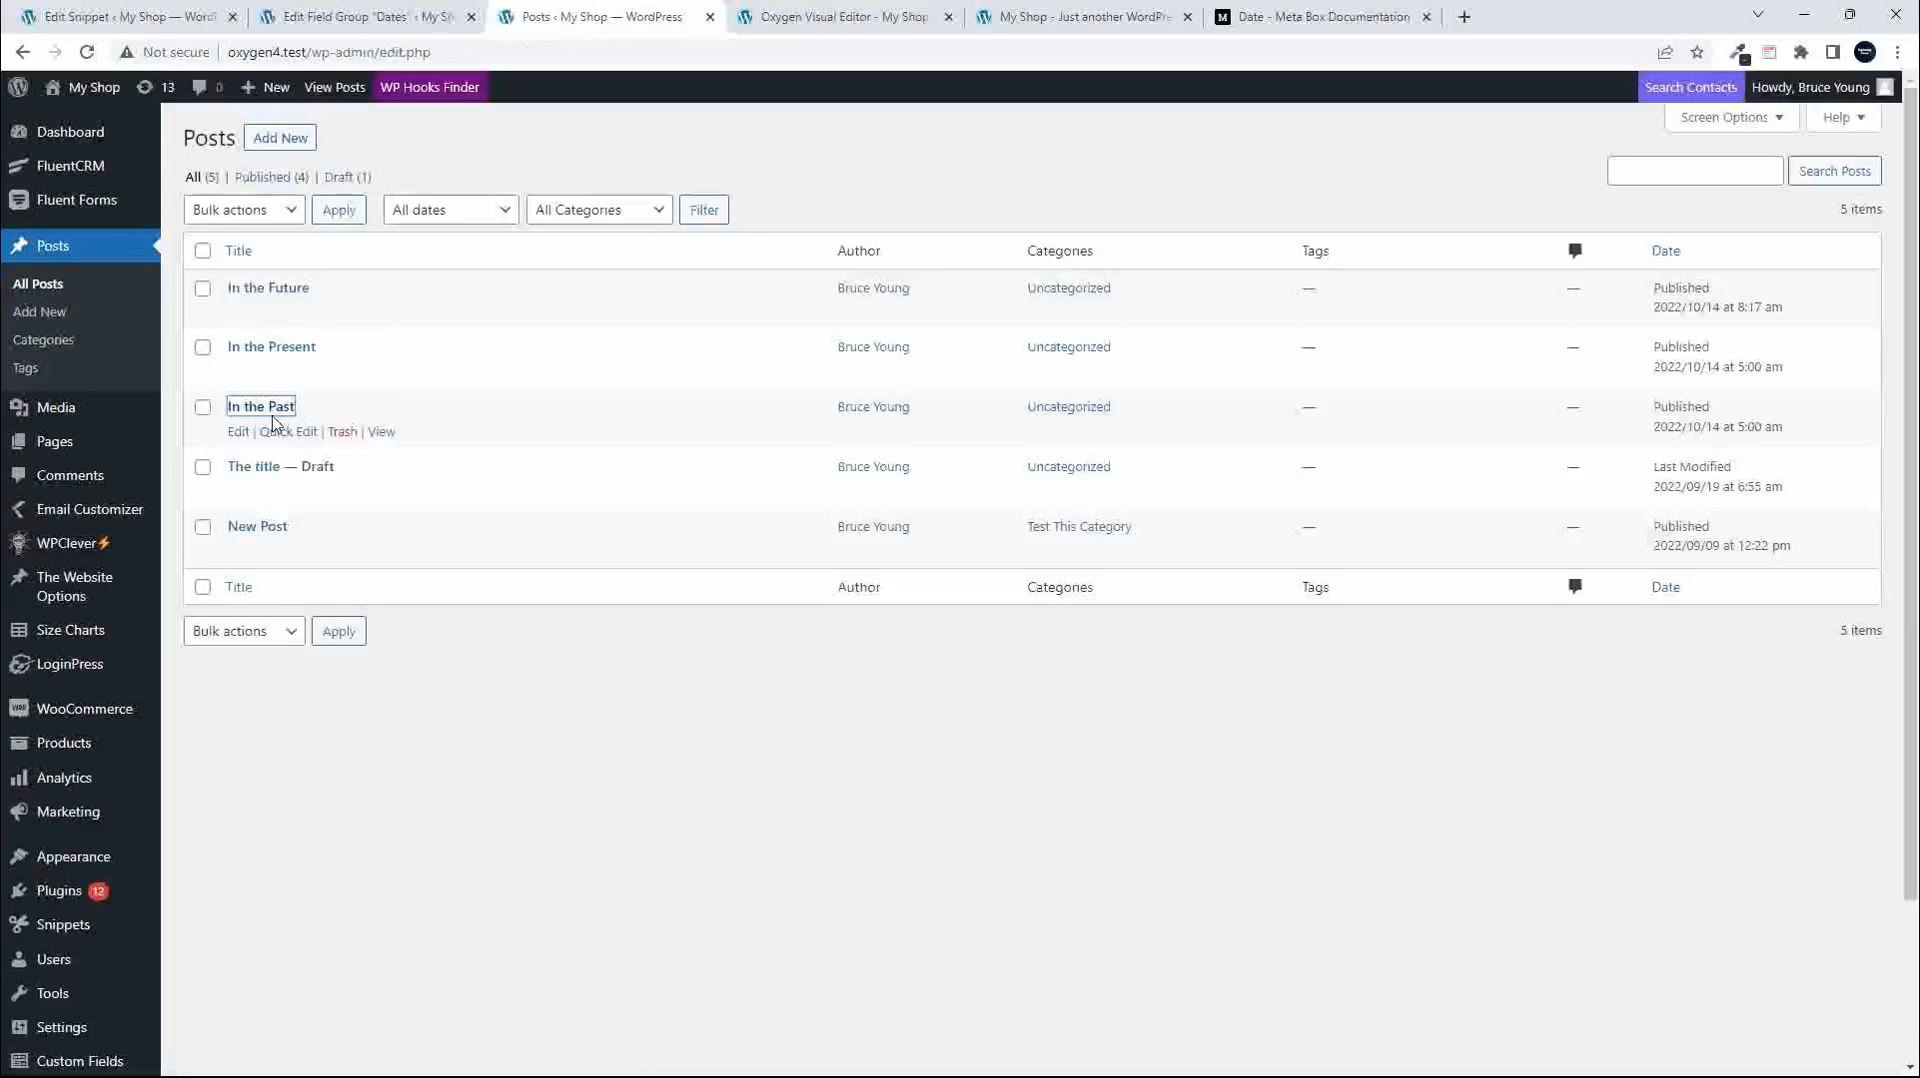 Edit Snippet ‹ My Shop — Word
Edit Field Group "Dates" ‹ My Sh
Posts ‹ My Shop — WordPress
Oxygen Visual Editor - My Shop
My Shop - Just another WordPre
M Date - Meta Box Documentation
Not secure oxygen4.test/wp-admin/edit.php
My Shop 13 0 New View Posts WP Hooks Finder Search Contacts Howdy, Bruce Young
Dashboard
FluentCRM
Fluent Forms
Posts
All Posts
Add New
Categories
Tags
Media
Pages
Comments
Email Customizer
WPClever⚡
The Website
Options
Size Charts
LoginPress
WooCommerce
Products
Analytics
Marketing
Appearance
Plugins 12
Snippets
Users
Tools
Settings
Custom Fields
Screen Options ▼ Help ▼
Posts Add New
All (5) | Published (4) | Draft (1)
Search Posts
Bulk actions Apply All dates All Categories Filter
5 items
Title Author Categories Tags Date
In the Future Bruce Young Uncategorized — — Published
2022/10/14 at 8:17 am
In the Present Bruce Young Uncategorized — — Published
2022/10/14 at 5:00 am
In the Past Bruce Young Uncategorized — — Published
2022/10/14 at 5:00 am
Edit | Quick Edit | Trash | View
The title — Draft Bruce Young Uncategorized — — Last Modified
2022/09/19 at 6:55 am
New Post Bruce Young Test This Category — — Published
2022/09/09 at 12:22 pm
Title Author Categories Tags Date
Bulk actions Apply
5 items